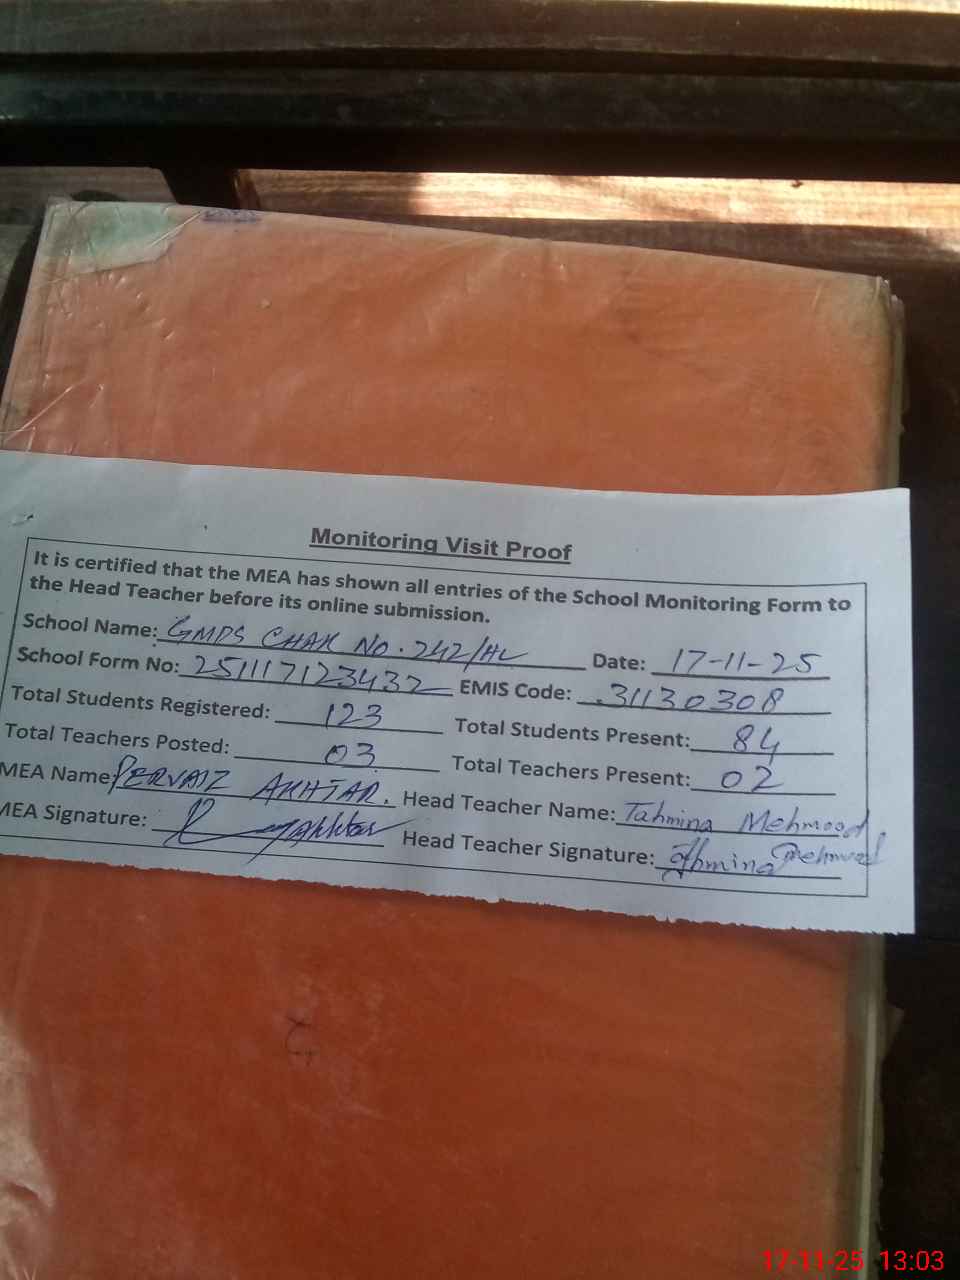 Monitoring Visit Proof
It is certified that the MEA has shown all entries of the School Monitoring Form to
the Head Teacher before its online submission.
School Name: GMPS CHAK NO. 242/HL Date: 17-11-25
School Form No: 251117123432 EMIS Code: 31130308
Total Students Registered: 123 Total Students Present: 84
Total Teachers Posted: 03 Total Teachers Present: 02
MEA Name: PERVAIZ AKHTAR. Head Teacher Name: Tahmina Mehmood
MEA Signature: Head Teacher Signature: Tahmina Mehmood
17-11-25 13:03